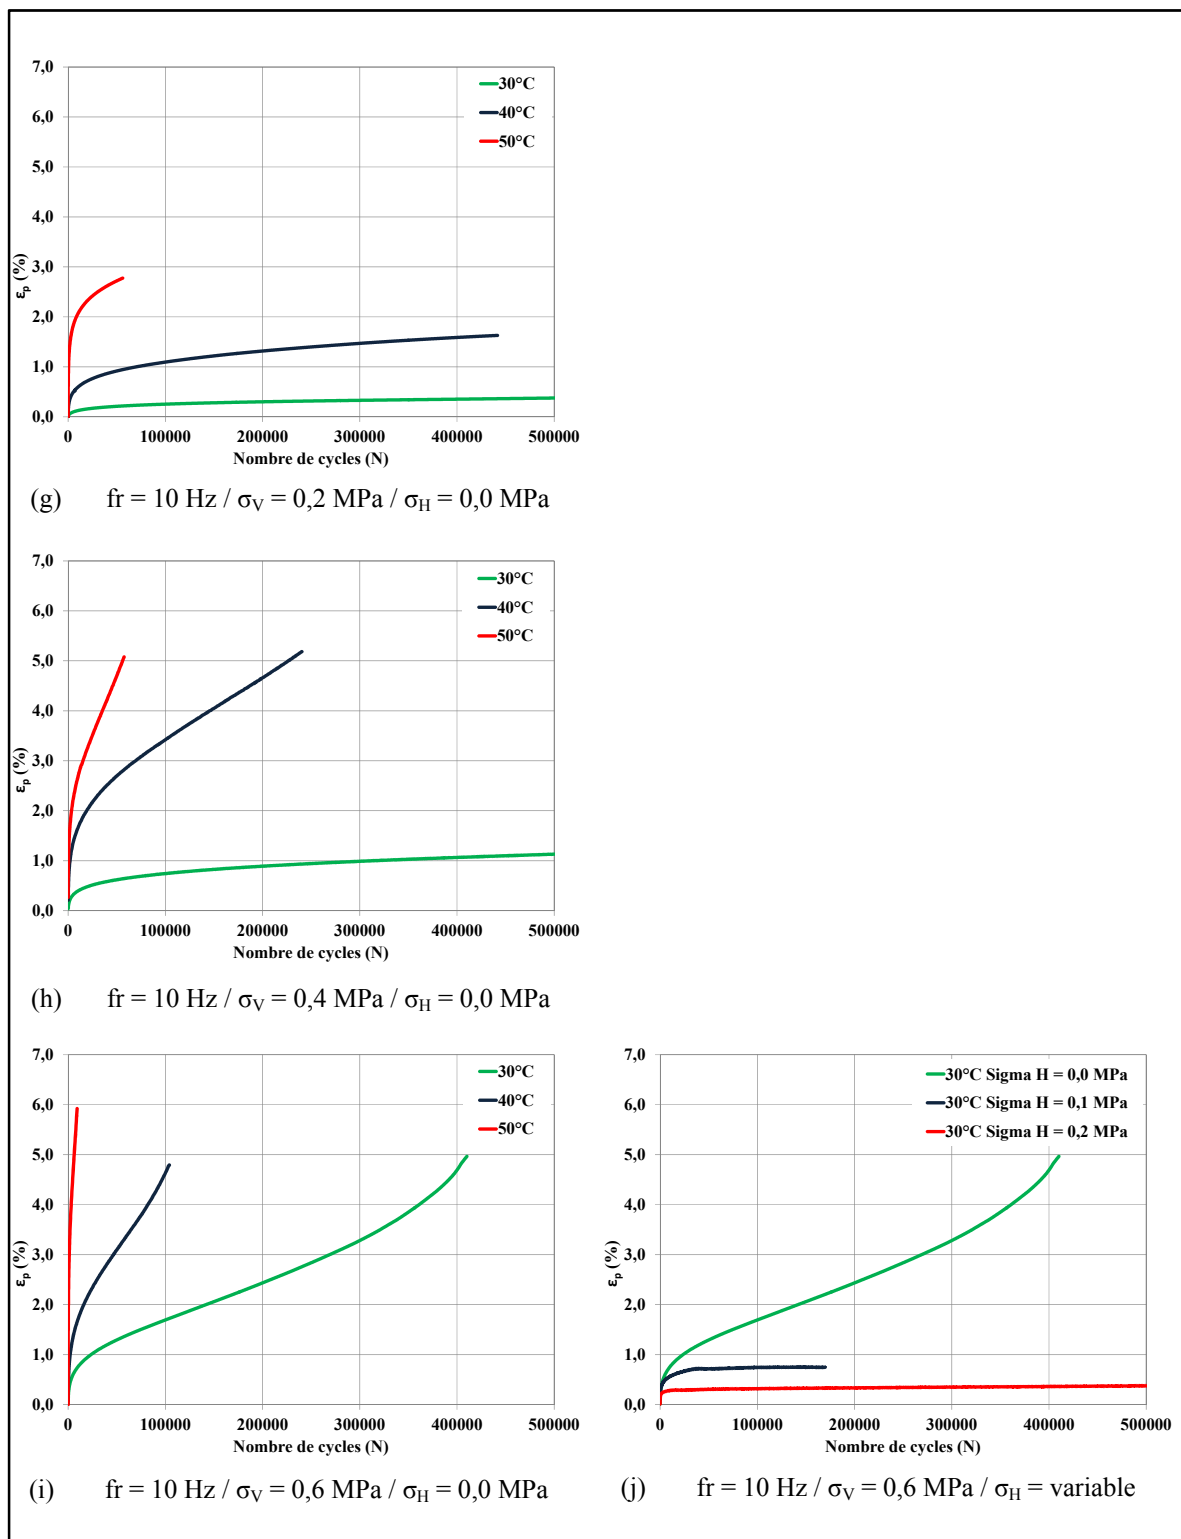 7,0
6,0
5,0
4,0
3,0
2,0
1,0
0,0
εp (%)
30°C
40°C
50°C
0 100000 200000 300000 400000 500000
Nombre de cycles (N)
(g) fr = 10 Hz / σV = 0,2 MPa / σH = 0,0 MPa
7,0
6,0
5,0
4,0
3,0
2,0
1,0
0,0
εp (%)
30°C
40°C
50°C
0 100000 200000 300000 400000 500000
Nombre de cycles (N)
(h) fr = 10 Hz / σV = 0,4 MPa / σH = 0,0 MPa
7,0
6,0
5,0
4,0
3,0
2,0
1,0
0,0
εp (%)
30°C
40°C
50°C
0 100000 200000 300000 400000 500000
Nombre de cycles (N)
(i) fr = 10 Hz / σV = 0,6 MPa / σH = 0,0 MPa
7,0
6,0
5,0
4,0
3,0
2,0
1,0
0,0
εp (%)
30°C Sigma H = 0,0 MPa
30°C Sigma H = 0,1 MPa
30°C Sigma H = 0,2 MPa
0 100000 200000 300000 400000 500000
Nombre de cycles (N)
(j) fr = 10 Hz / σV = 0,6 MPa / σH = variable